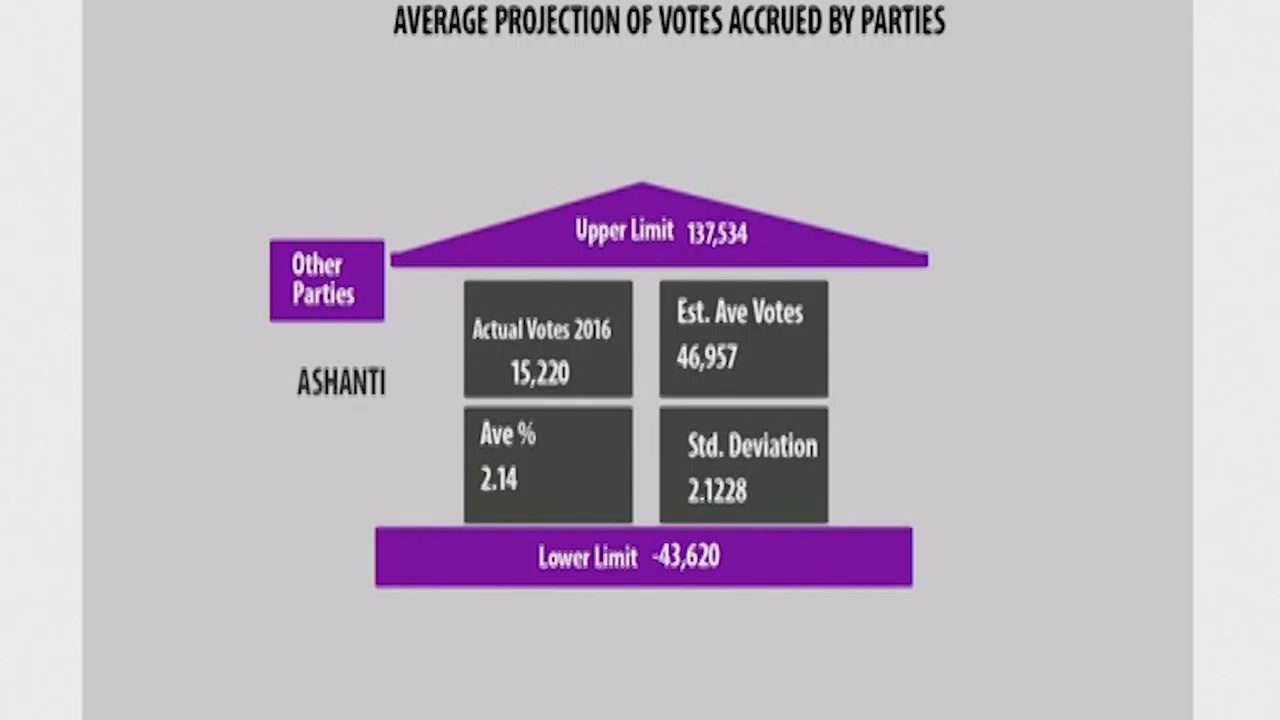 AVERAGE PROJECTION OF VOTES ACCRUED BY PARTIES
Upper Limit 137,534
Other
Parties
ASHANTI
Actual Votes 2016
15,220
Est. Ave Votes
46,957
Ave %
2.14
Std. Deviation
2.1228
Lower Limit -43,620